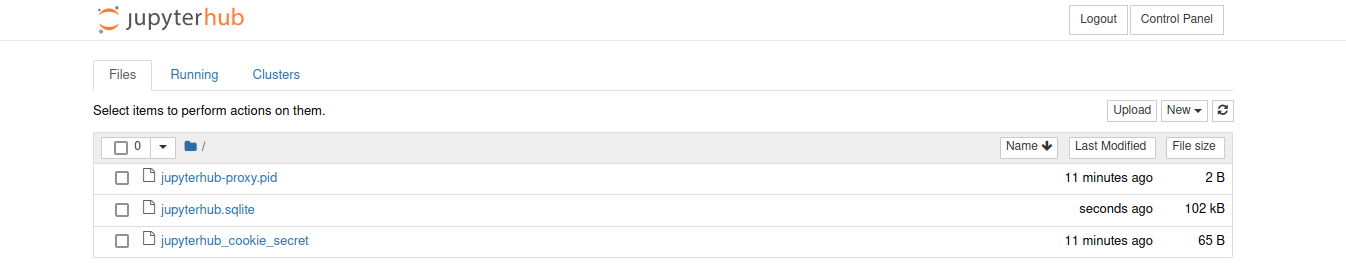 jupyterhub Logout Control Panel
Files Running Clusters
Select items to perform actions on them. Upload New
0 / Name Last Modified File size
jupyterhub-proxy.pid 11 minutes ago 2 B
jupyterhub.sqlite seconds ago 102 kB
jupyterhub_cookie_secret 11 minutes ago 65 B